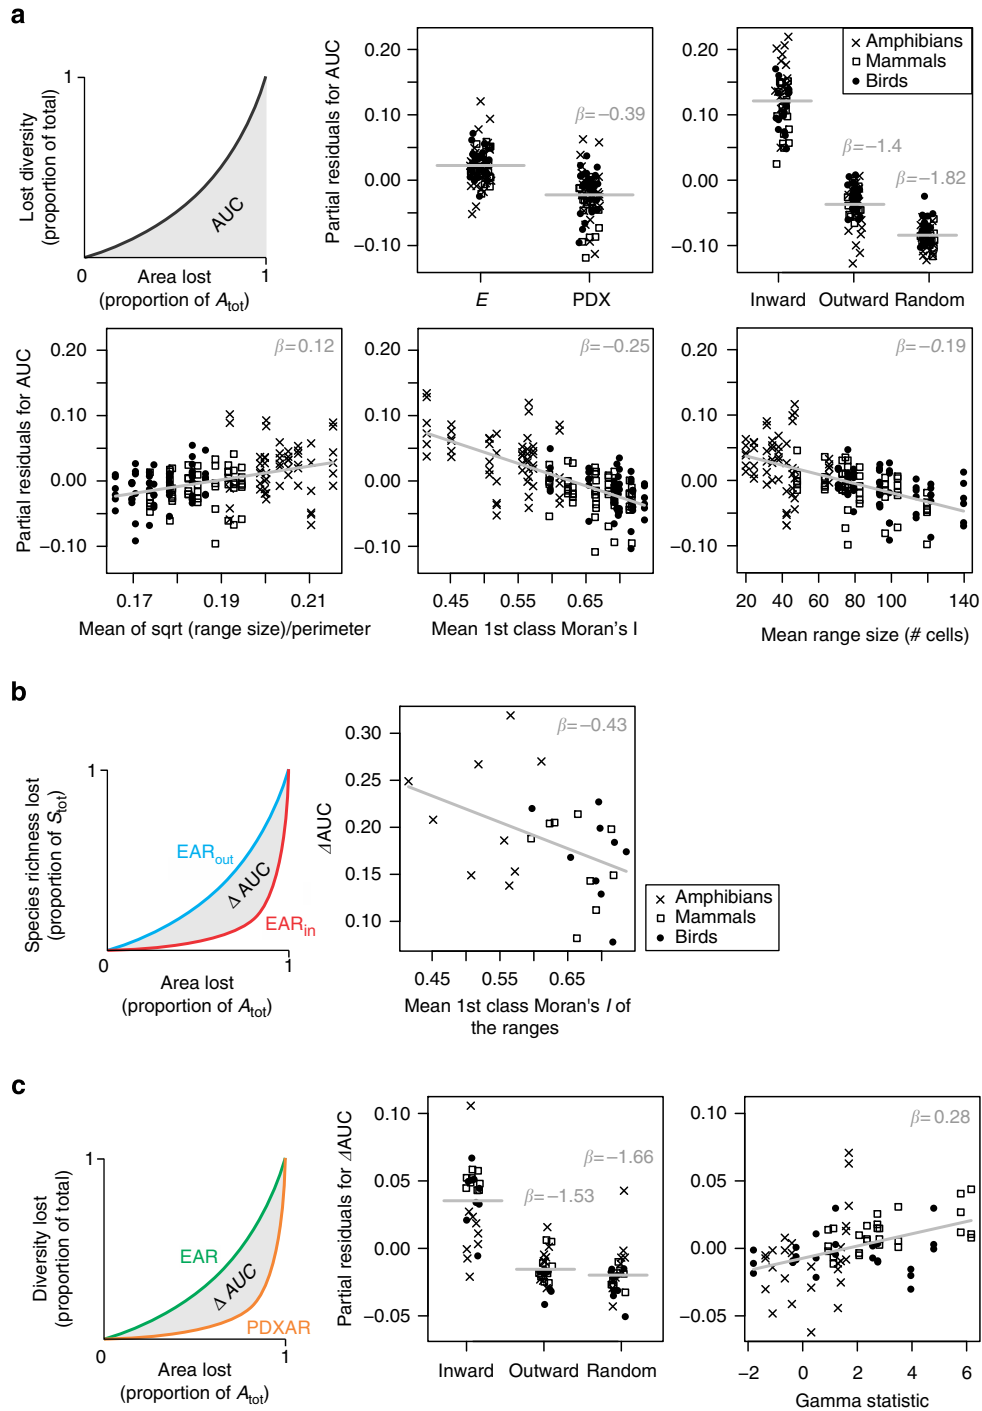 a
Lost diversity
(proportion of total)
1
AUC
0
1
Area lost
(proportion of Atot)
Partial residuals for AUC
0.20
0.10
0.00
−0.10
β=−0.39
E
PDX
0.20
0.10
0.00
−0.10
Amphibians
Mammals
Birds
β=−1.4
β=−1.82
Inward
Outward
Random
Partial residuals for AUC
0.20
0.10
0.00
−0.10
β=0.12
0.17
0.19
0.21
Mean of sqrt (range size)/perimeter
0.20
0.10
0.00
−0.10
β=−0.25
0.45
0.55
0.65
Mean 1st class Moran's I
0.20
0.10
0.00
−0.10
β=−0.19
20
40
60
80
100
140
Mean range size (# cells)
b
Species richness lost
(proportion of Stot)
1
EARout
Δ AUC
EARin
0
1
Area lost
(proportion of Atot)
ΔAUC
0.30
0.25
0.20
0.15
0.10
β=−0.43
0.45
0.55
0.65
Mean 1st class Moran's I of
the ranges
Amphibians
Mammals
Birds
c
Diversity lost
(proportion of total)
1
EAR
Δ AUC
PDXAR
0
1
Area lost
(proportion of Atot)
Partial residuals for ΔAUC
0.10
0.05
0.00
−0.05
β=−1.66
β=−1.53
Inward
Outward
Random
0.10
0.05
0.00
−0.05
β=0.28
−2
0
2
4
6
Gamma statistic